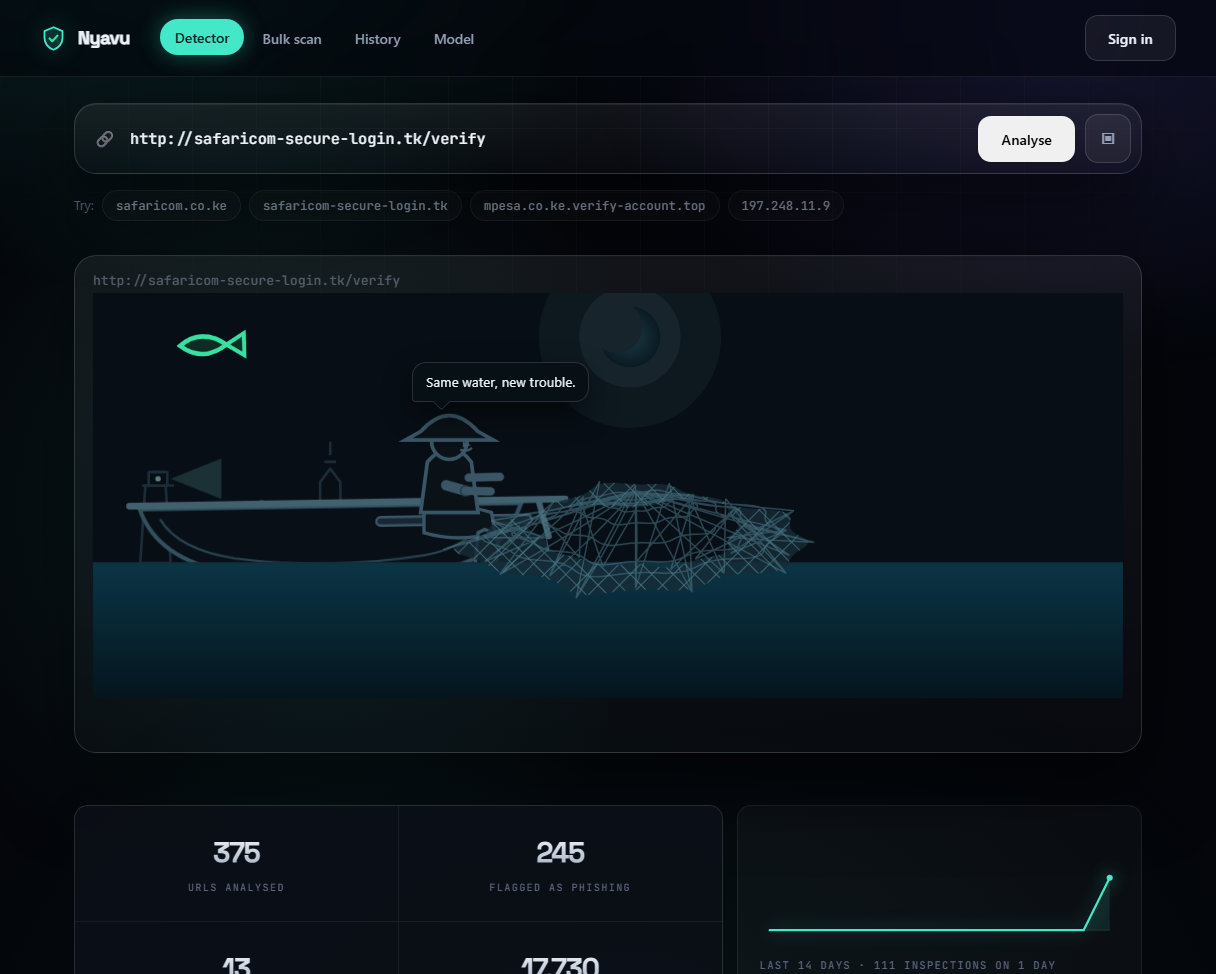 Nyavu
Detector
Bulk scan
History
Model
Sign in
http://safaricom-secure-login.tk/verify
Analyse
Try:
safaricom.co.ke
safaricom-secure-login.tk
mpesa.co.ke.verify-account.top
197.248.11.9
http://safaricom-secure-login.tk/verify
Same water, new trouble.
375
URLS ANALYSED
245
FLAGGED AS PHISHING
13
17,730
LAST 14 DAYS · 111 INSPECTIONS ON 1 DAY